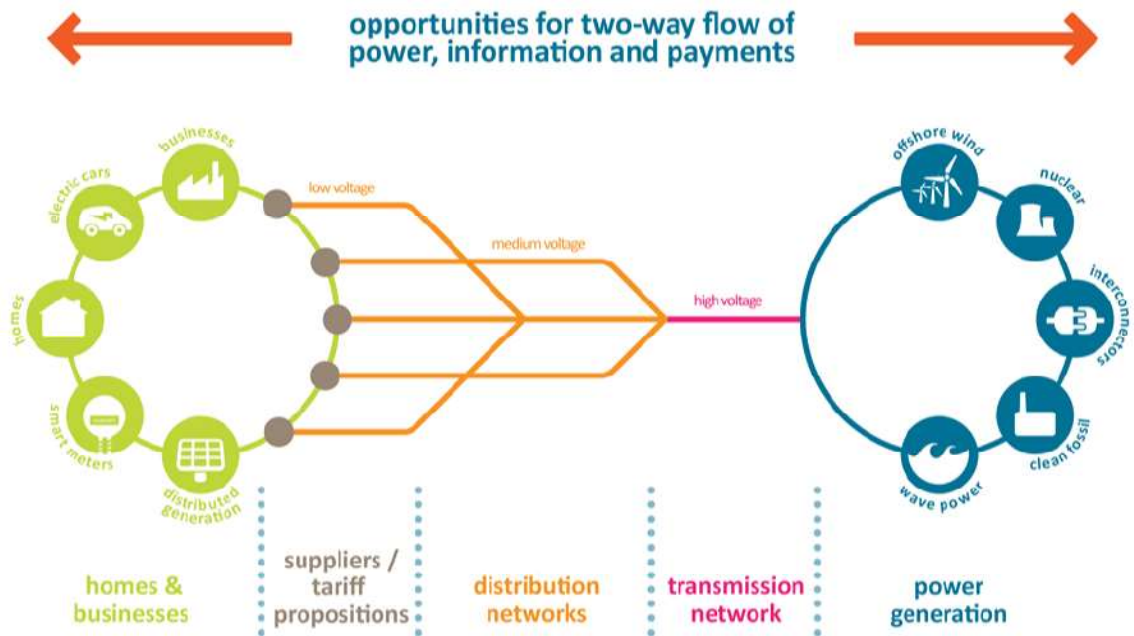 opportunities for two-way flow of
power, information and payments
businesses
electric cars
homes
smart meters
distributed
generation
low voltage
medium voltage
high voltage
offshore wind
nuclear
interconnectors
clean fossil
wave power
homes &
businesses
suppliers /
tariff
propositions
distribution
networks
transmission
network
power
generation